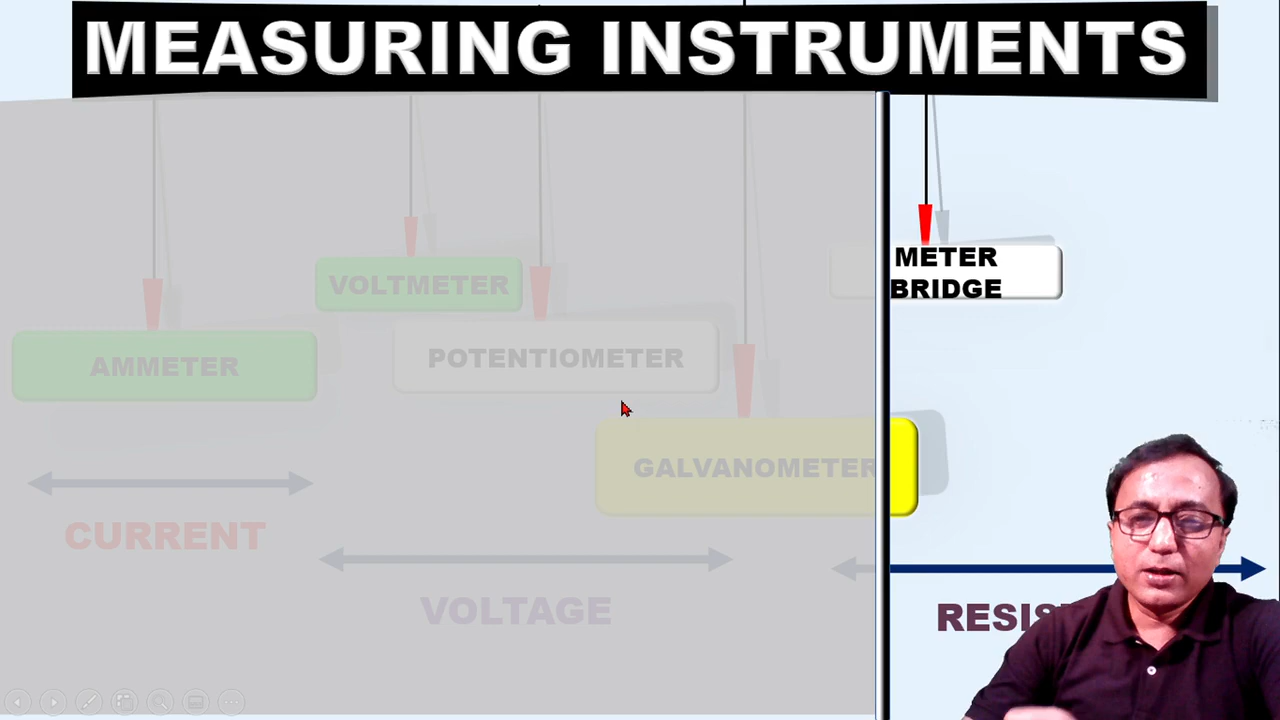 MEASURING INSTRUMENTS
METER
BRIDGE
VOLTMETER
POTENTIOMETER
AMMETER
GALVANOMETER
CURRENT
VOLTAGE